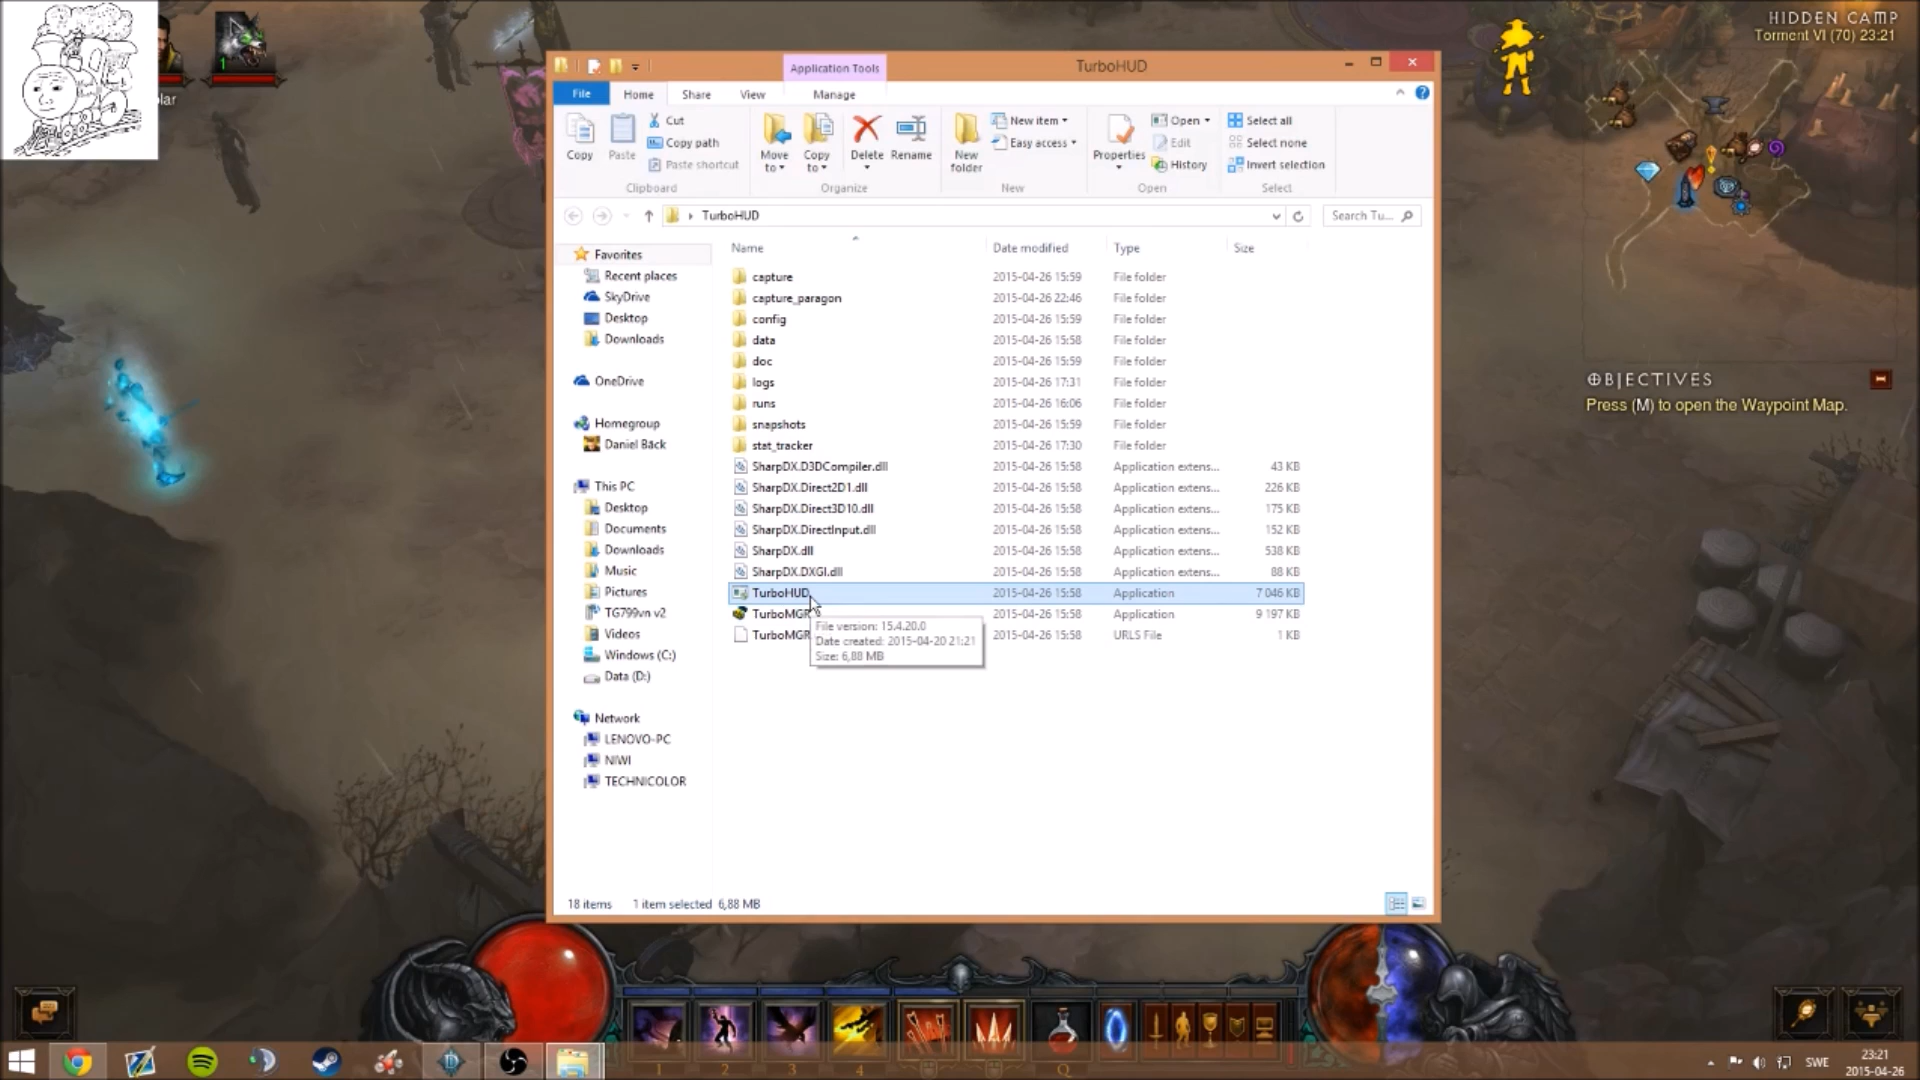 HIDDEN CAMP
Torment VI (70) 23:21
1
lar
Application Tools
TurboHUD
File
Home
Share
View
Manage
Copy
Paste
Cut
Copy path
Paste shortcut
Clipboard
Move to
Copy to
Delete
Rename
Organize
New folder
New item
Easy access
New
Properties
Open
Edit
History
Open
Select all
Select none
Invert selection
Select
TurboHUD
Search Tu...
Name Date modified Type Size
Favorites
Recent places
SkyDrive
Desktop
Downloads
OneDrive
Homegroup
Daniel Bäck
This PC
Desktop
Documents
Downloads
Music
Pictures
TG799vn v2
Videos
Windows (C:)
Data (D:)
Network
LENOVO-PC
NIWI
TECHNICOLOR
capture 2015-04-26 15:59 File folder
capture_paragon 2015-04-26 22:46 File folder
config 2015-04-26 15:59 File folder
data 2015-04-26 15:58 File folder
doc 2015-04-26 15:59 File folder
logs 2015-04-26 17:31 File folder
runs 2015-04-26 16:06 File folder
snapshots 2015-04-26 15:59 File folder
stat_tracker 2015-04-26 17:30 File folder
SharpDX.D3DCompiler.dll 2015-04-26 15:58 Application extens... 43 KB
SharpDX.Direct2D1.dll 2015-04-26 15:58 Application extens... 226 KB
SharpDX.Direct3D10.dll 2015-04-26 15:58 Application extens... 175 KB
SharpDX.DirectInput.dll 2015-04-26 15:58 Application extens... 152 KB
SharpDX.dll 2015-04-26 15:58 Application extens... 538 KB
SharpDX.DXGI.dll 2015-04-26 15:58 Application extens... 88 KB
TurboHUD 2015-04-26 15:58 Application 7 046 KB
TurboMGR 2015-04-26 15:58 Application 9 197 KB
TurboMGR 2015-04-26 15:58 URLS File 1 KB
File version: 15.4.20.0
Date created: 2015-04-20 21:21
Size: 6,88 MB
18 items 1 item selected 6,88 MB
OBJECTIVES
Press (M) to open the Waypoint Map.
1 2 3 4 Q
SWE
23:21
2015-04-26